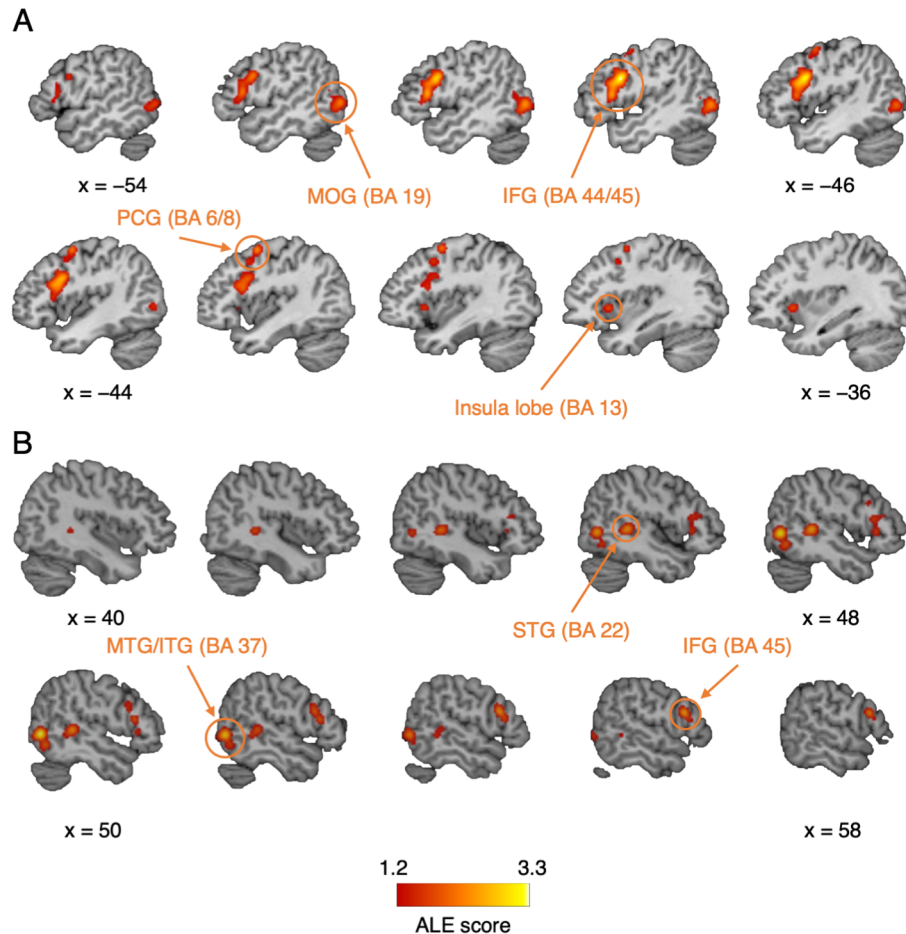 A
x = −54
MOG (BA 19)
IFG (BA 44/45)
x = −46
PCG (BA 6/8)
x = −44
Insula lobe (BA 13)
x = −36
B
x = 40
STG (BA 22)
x = 48
MTG/ITG (BA 37)
IFG (BA 45)
x = 50
x = 58
1.2 3.3
ALE score